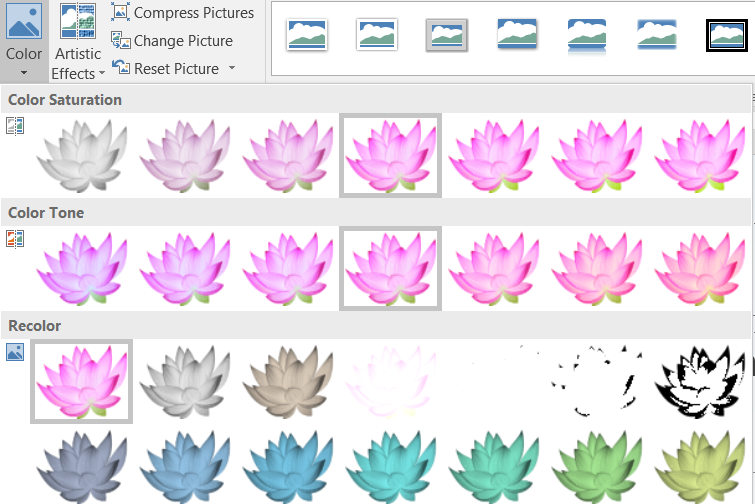 Color
Artistic
Effects
Compress Pictures
Change Picture
Reset Picture
Color Saturation
Color Tone
Recolor